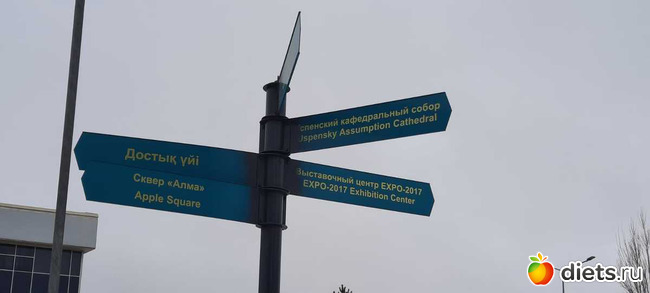 Достық үйі
Сквер «Алма»
Apple Square
спенский кафедральный собор
Uspensky Assumption Cathedral
Выставочный центр EXPO-2017
EXPO-2017 Exhibition Center
diets.ru